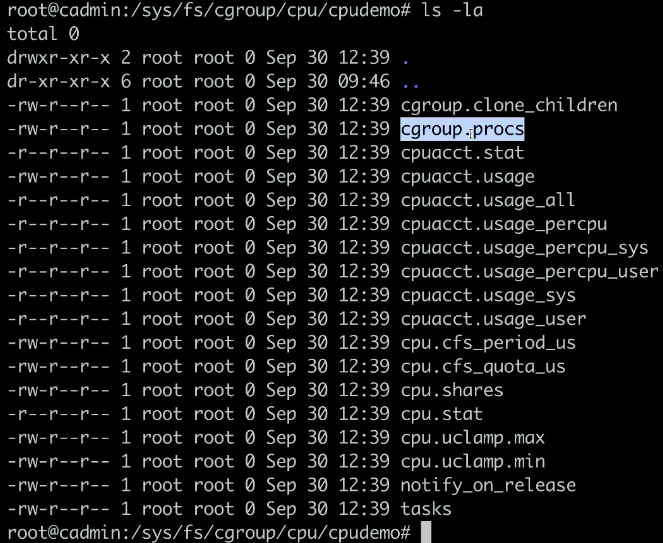 root@cadmin:/sys/fs/cgroup/cpu/cpudemo# ls -la
total 0
drwxr-xr-x 2 root root 0 Sep 30 12:39 .
dr-xr-xr-x 6 root root 0 Sep 30 09:46 ..
-rw-r--r-- 1 root root 0 Sep 30 12:39 cgroup.clone_children
-rw-r--r-- 1 root root 0 Sep 30 12:39 cgroup.procs
-r--r--r-- 1 root root 0 Sep 30 12:39 cpuacct.stat
-rw-r--r-- 1 root root 0 Sep 30 12:39 cpuacct.usage
-r--r--r-- 1 root root 0 Sep 30 12:39 cpuacct.usage_all
-r--r--r-- 1 root root 0 Sep 30 12:39 cpuacct.usage_percpu
-r--r--r-- 1 root root 0 Sep 30 12:39 cpuacct.usage_percpu_sys
-r--r--r-- 1 root root 0 Sep 30 12:39 cpuacct.usage_percpu_user
-r--r--r-- 1 root root 0 Sep 30 12:39 cpuacct.usage_sys
-r--r--r-- 1 root root 0 Sep 30 12:39 cpuacct.usage_user
-rw-r--r-- 1 root root 0 Sep 30 12:39 cpu.cfs_period_us
-rw-r--r-- 1 root root 0 Sep 30 12:39 cpu.cfs_quota_us
-rw-r--r-- 1 root root 0 Sep 30 12:39 cpu.shares
-r--r--r-- 1 root root 0 Sep 30 12:39 cpu.stat
-rw-r--r-- 1 root root 0 Sep 30 12:39 cpu.uclamp.max
-rw-r--r-- 1 root root 0 Sep 30 12:39 cpu.uclamp.min
-rw-r--r-- 1 root root 0 Sep 30 12:39 notify_on_release
-rw-r--r-- 1 root root 0 Sep 30 12:39 tasks
root@cadmin:/sys/fs/cgroup/cpu/cpudemo#